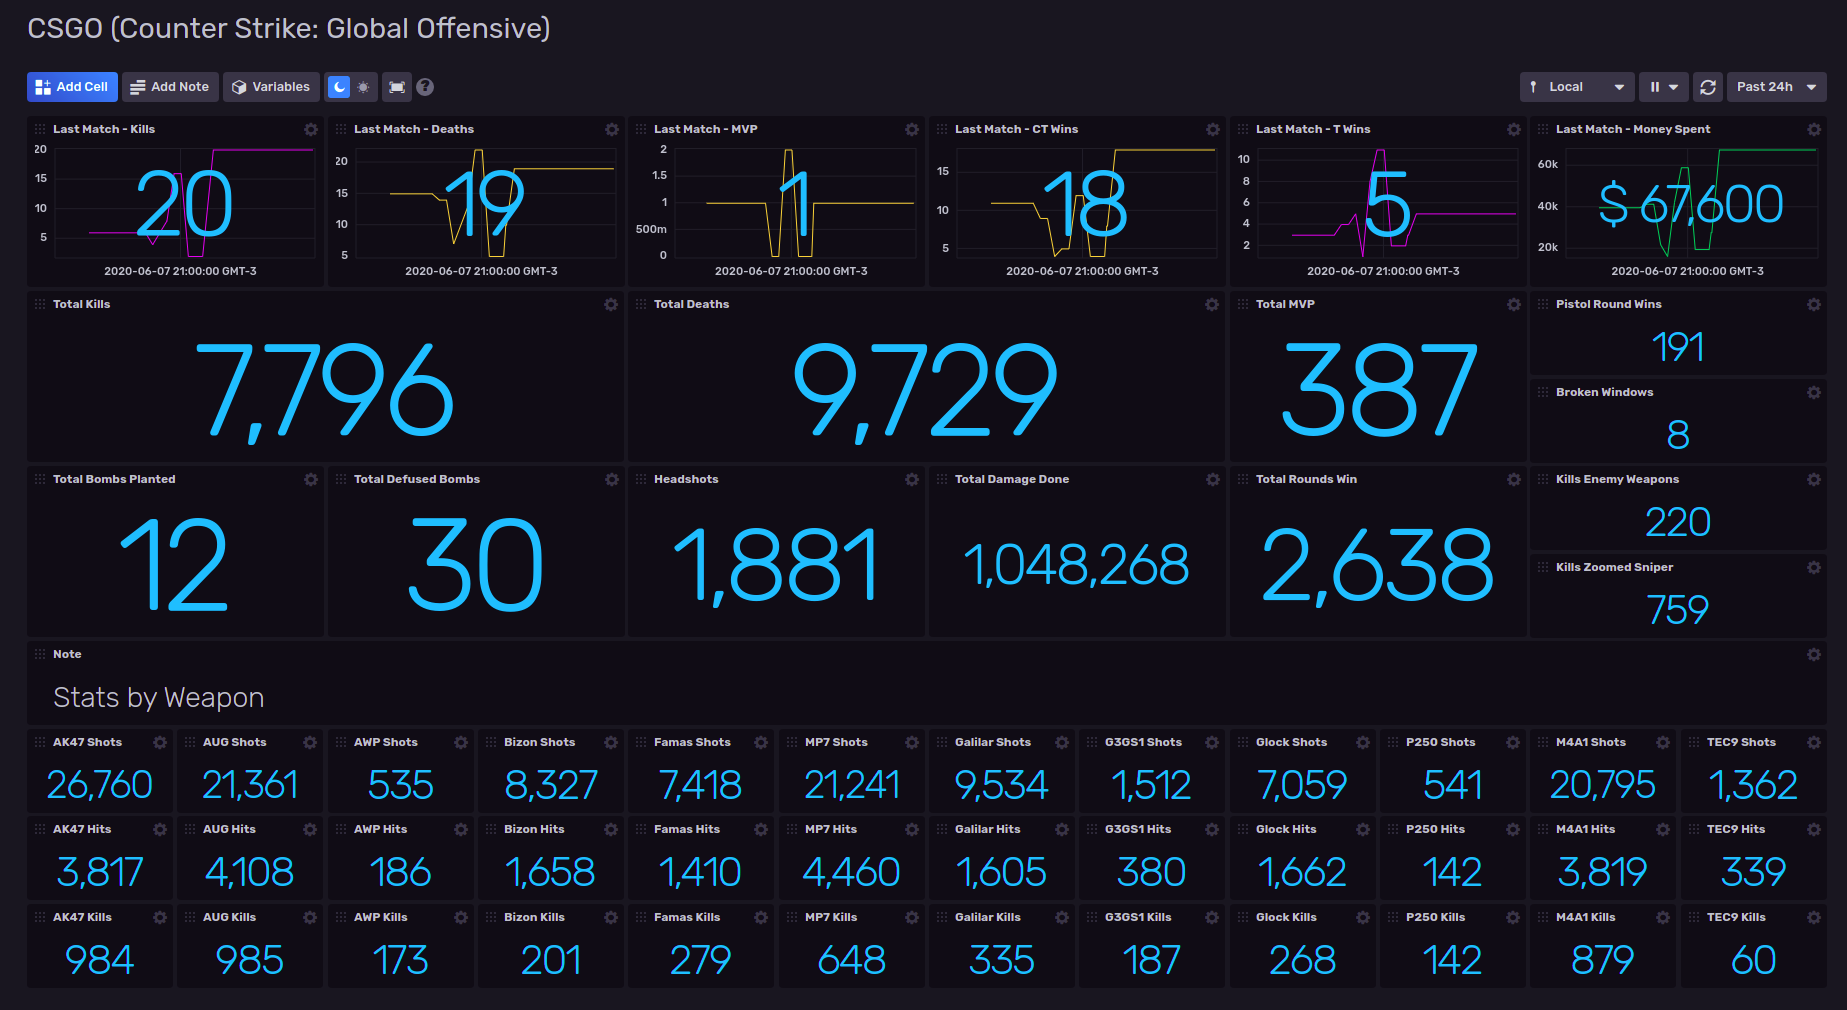 CSGO (Counter Strike: Global Offensive)
Add Cell Add Note Variables ? Local Past 24h
Last Match - Kills Last Match - Deaths Last Match - MVP Last Match - CT Wins Last Match - T Wins Last Match - Money Spent
20
15
10
5
20
2020-06-07 21:00:00 GMT-3
20
15
10
5
19
2020-06-07 21:00:00 GMT-3
2
1.5
1
500m
0
1
2020-06-07 21:00:00 GMT-3
15
10
5
18
2020-06-07 21:00:00 GMT-3
10
8
6
4
2
5
2020-06-07 21:00:00 GMT-3
60k
40k
20k
$ 67,600
2020-06-07 21:00:00 GMT-3
Total Kills
7,796
Total Deaths
9,729
Total MVP
387
Pistol Round Wins
191
Broken Windows
8
Total Bombs Planted
12
Total Defused Bombs
30
Headshots
1,881
Total Damage Done
1,048,268
Total Rounds Win
2,638
Kills Enemy Weapons
220
Kills Zoomed Sniper
759
Note
Stats by Weapon
AK47 Shots AUG Shots AWP Shots Bizon Shots Famas Shots MP7 Shots Galilar Shots G3GS1 Shots Glock Shots P250 Shots M4A1 Shots TEC9 Shots
26,760 21,361 535 8,327 7,418 21,241 9,534 1,512 7,059 541 20,795 1,362
AK47 Hits AUG Hits AWP Hits Bizon Hits Famas Hits MP7 Hits Galilar Hits G3GS1 Hits Glock Hits P250 Hits M4A1 Hits TEC9 Hits
3,817 4,108 186 1,658 1,410 4,460 1,605 380 1,662 142 3,819 339
AK47 Kills AUG Kills AWP Kills Bizon Kills Famas Kills MP7 Kills Galilar Kills G3GS1 Kills Glock Kills P250 Kills M4A1 Kills TEC9 Kills
984 985 173 201 279 648 335 187 268 142 879 60